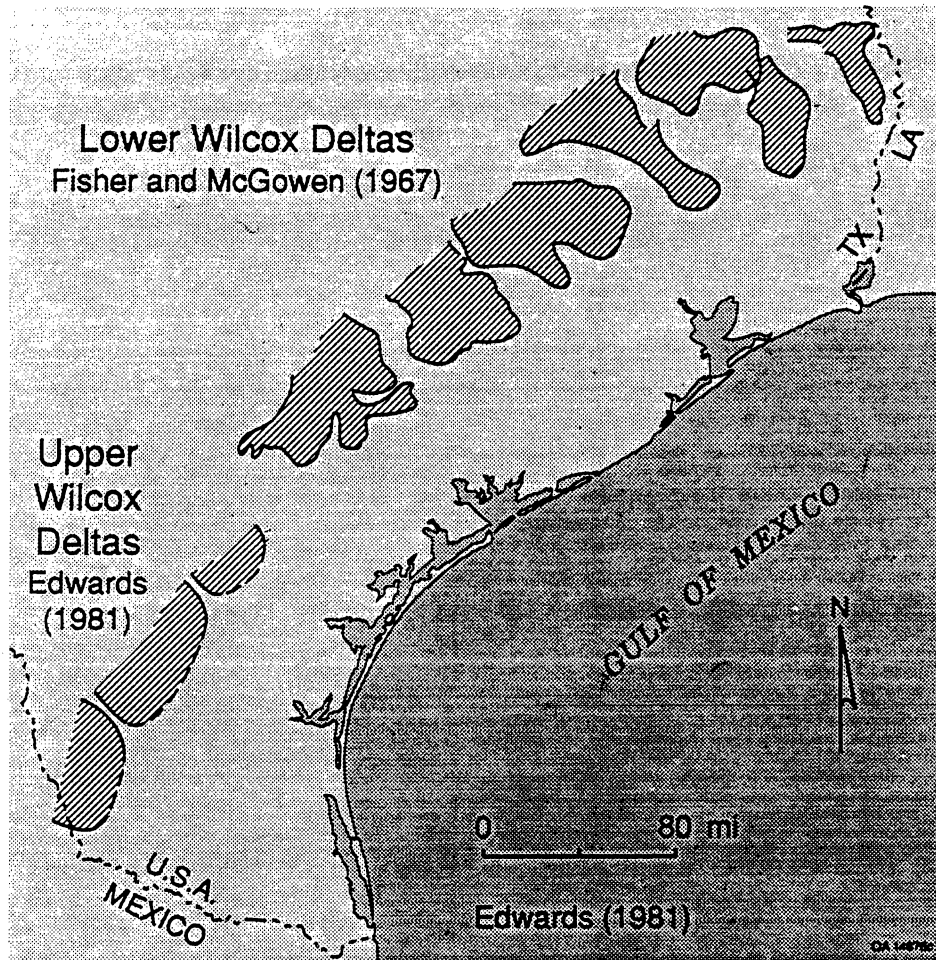 Lower Wilcox Deltas
Fisher and McGowen (1967)
LA
TX
Upper
Wilcox
Deltas
Edwards
(1981)
GULF OF MEXICO
N
0 80 mi
U.S.A.
MEXICO
Edwards (1981)